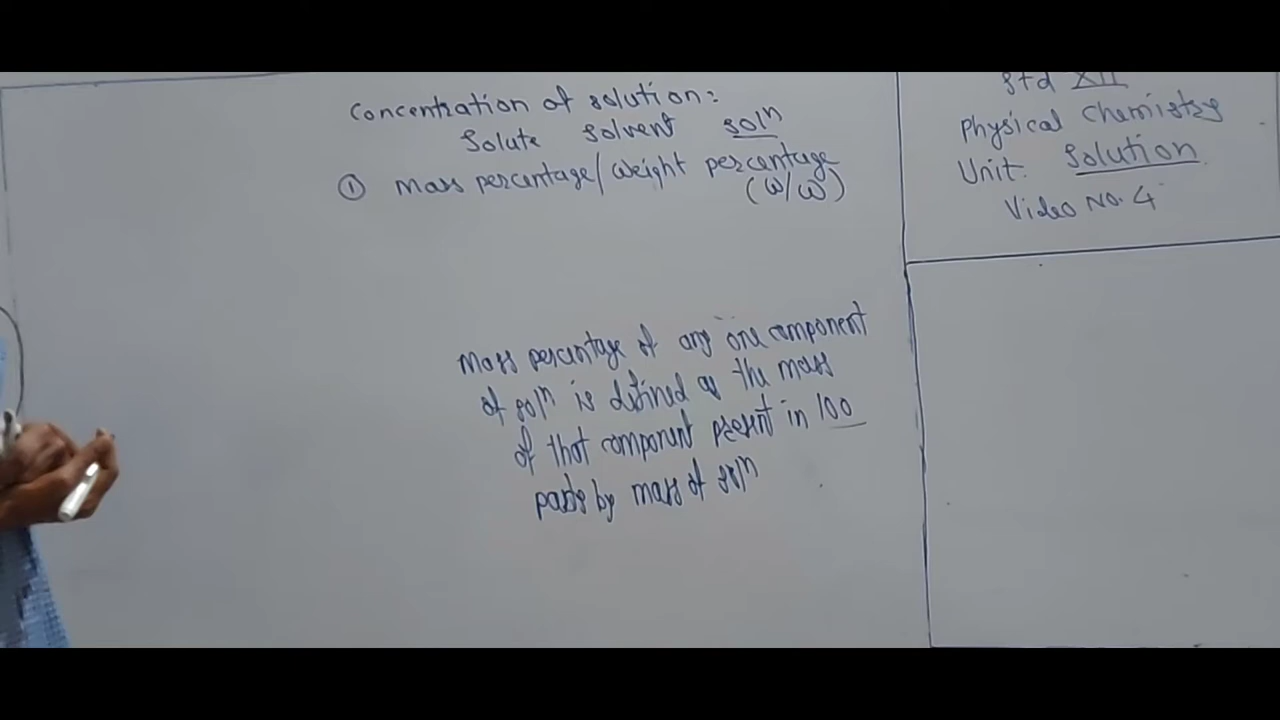 Concentration of solution:
Solute Solvent Solⁿ
① Mass percentage/Weight percentage
(W/W)
Mass percentage of any one component
of solⁿ is defined as the mass
of that component present in 100
parts by mass of solⁿ
Std XII
Physical Chemistry
Unit: Solution
Video No. 4